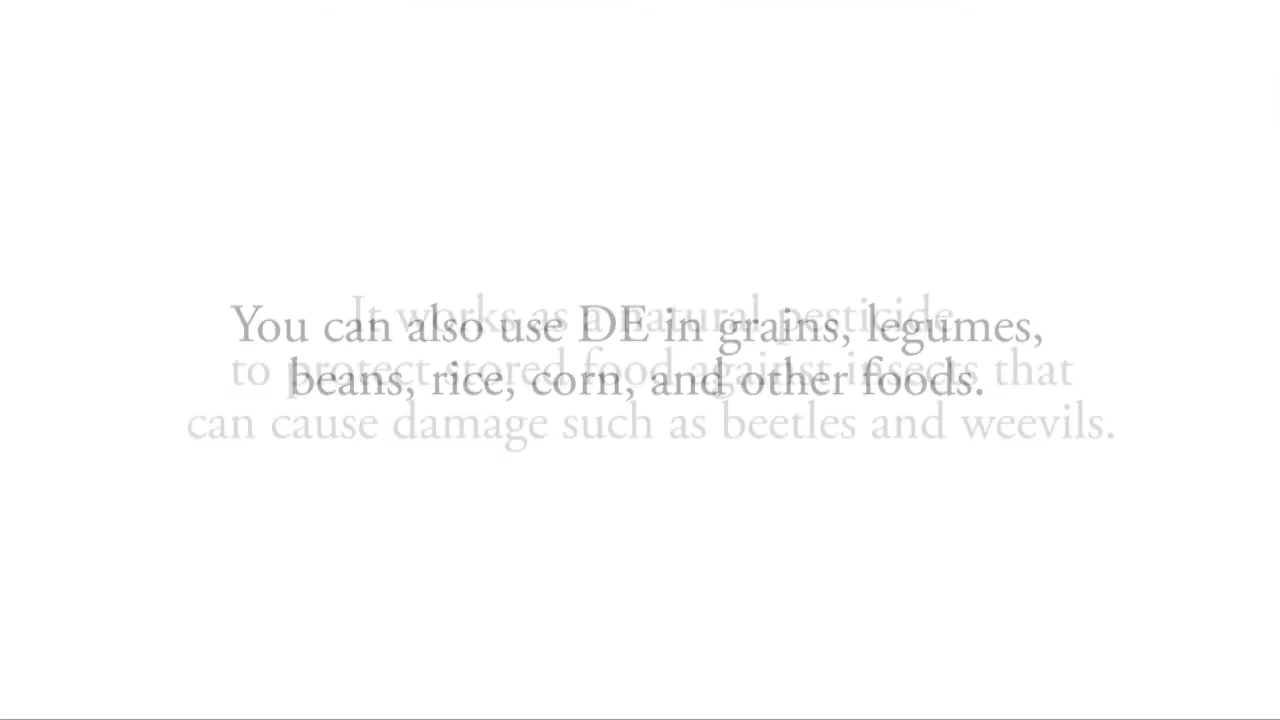 You can also use DE in grains, legumes,
beans, rice, corn, and other foods.
It works as a natural pesticide
to protect stored food against insects that
can cause damage such as beetles and weevils.